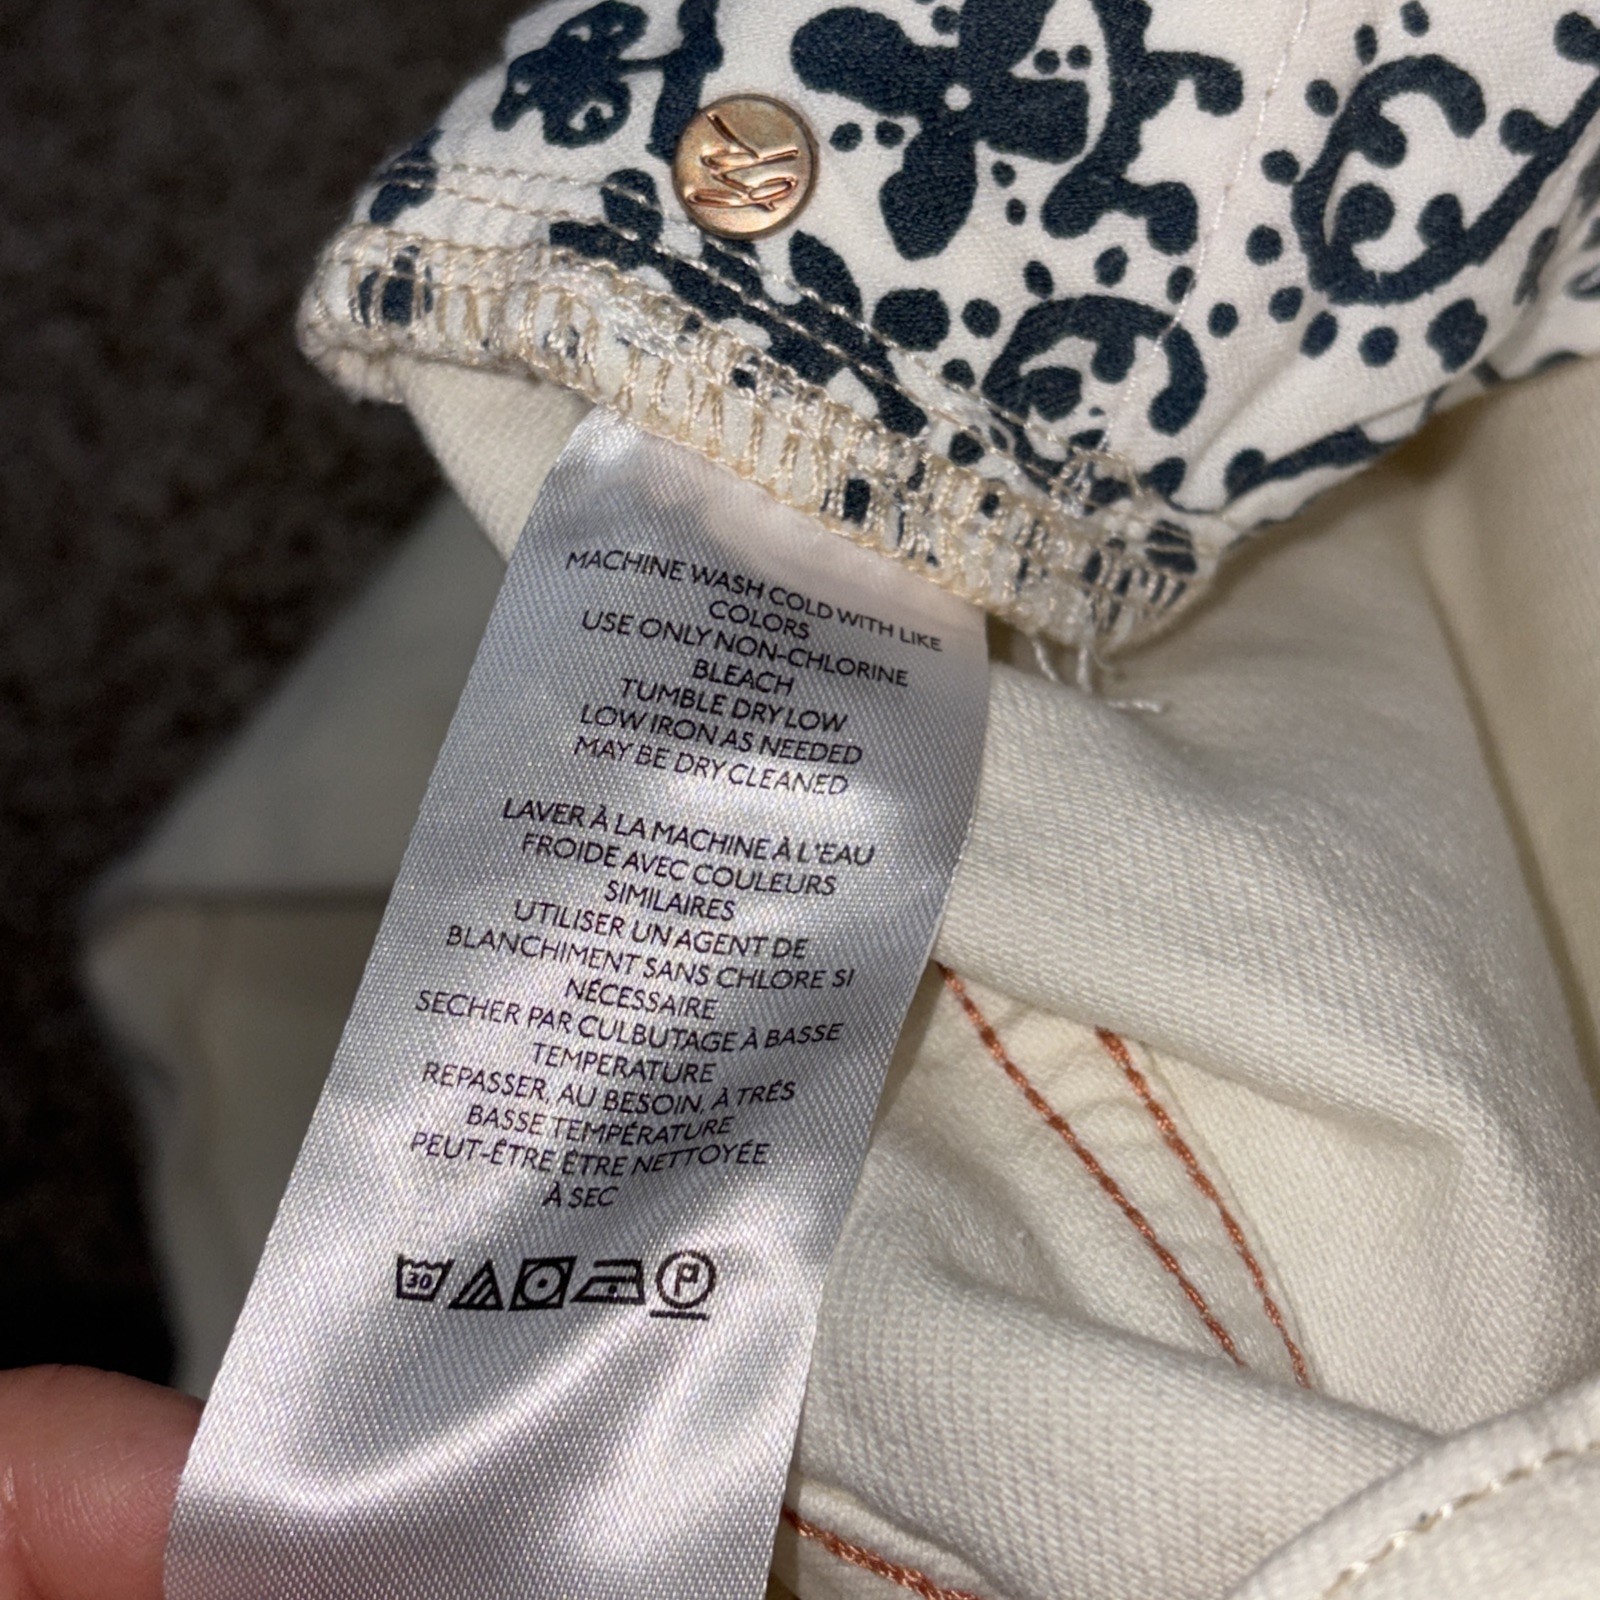 MACHINE WASH COLD WITH LIKE
COLORS
USE ONLY NON-CHLORINE
BLEACH
TUMBLE DRY LOW
LOW IRON AS NEEDED
MAY BE DRY CLEANED
LAVER À LA MACHINE À L'EAU
FROIDE AVEC COULEURS
SIMILAIRES
UTILISER UN AGENT DE
BLANCHIMENT SANS CHLORE SI
NÉCESSAIRE
SECHER PAR CULBUTAGE À BASSE
TEMPERATURE
REPASSER, AU BESOIN, À TRÉS
BASSE TEMPÉRATURE
PEUT-ÊTRE ÊTRE NETTOYÉE
À SEC
30 P